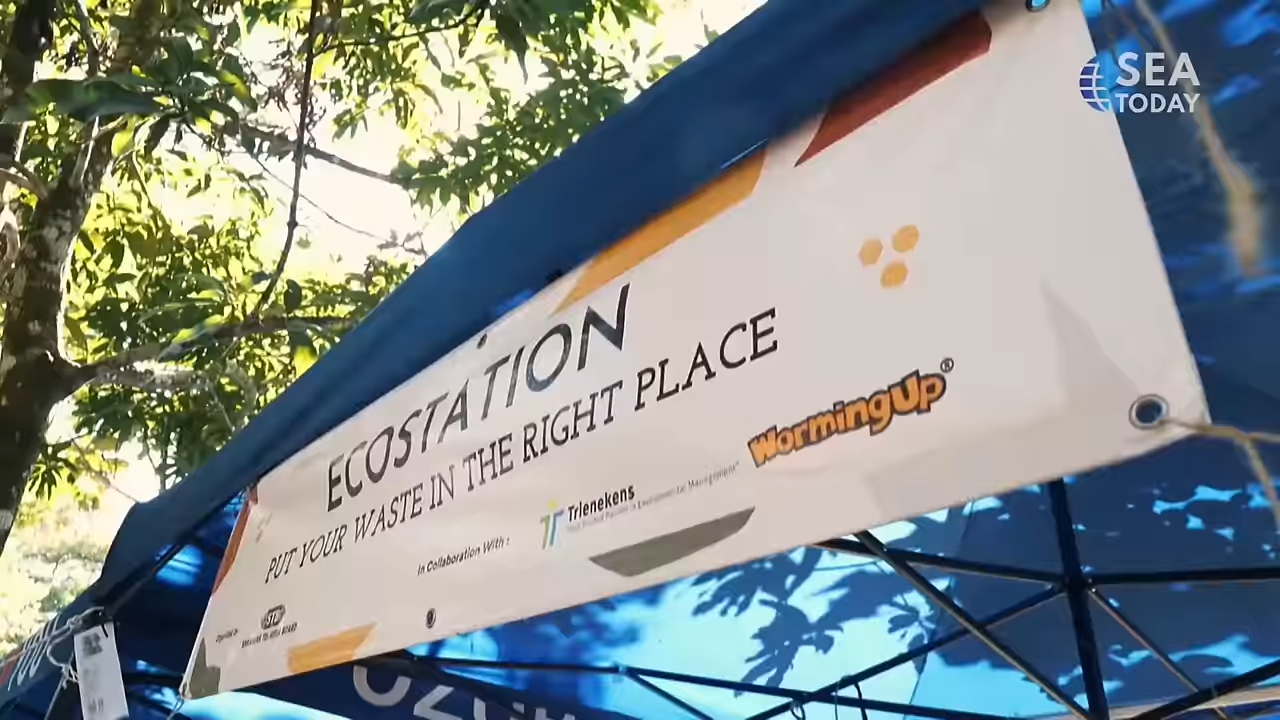 SEA
TODAY
ECOSTATION
PUT YOUR WASTE IN THE RIGHT PLACE
WormingUp®
In Collaboration With :
Trienekens